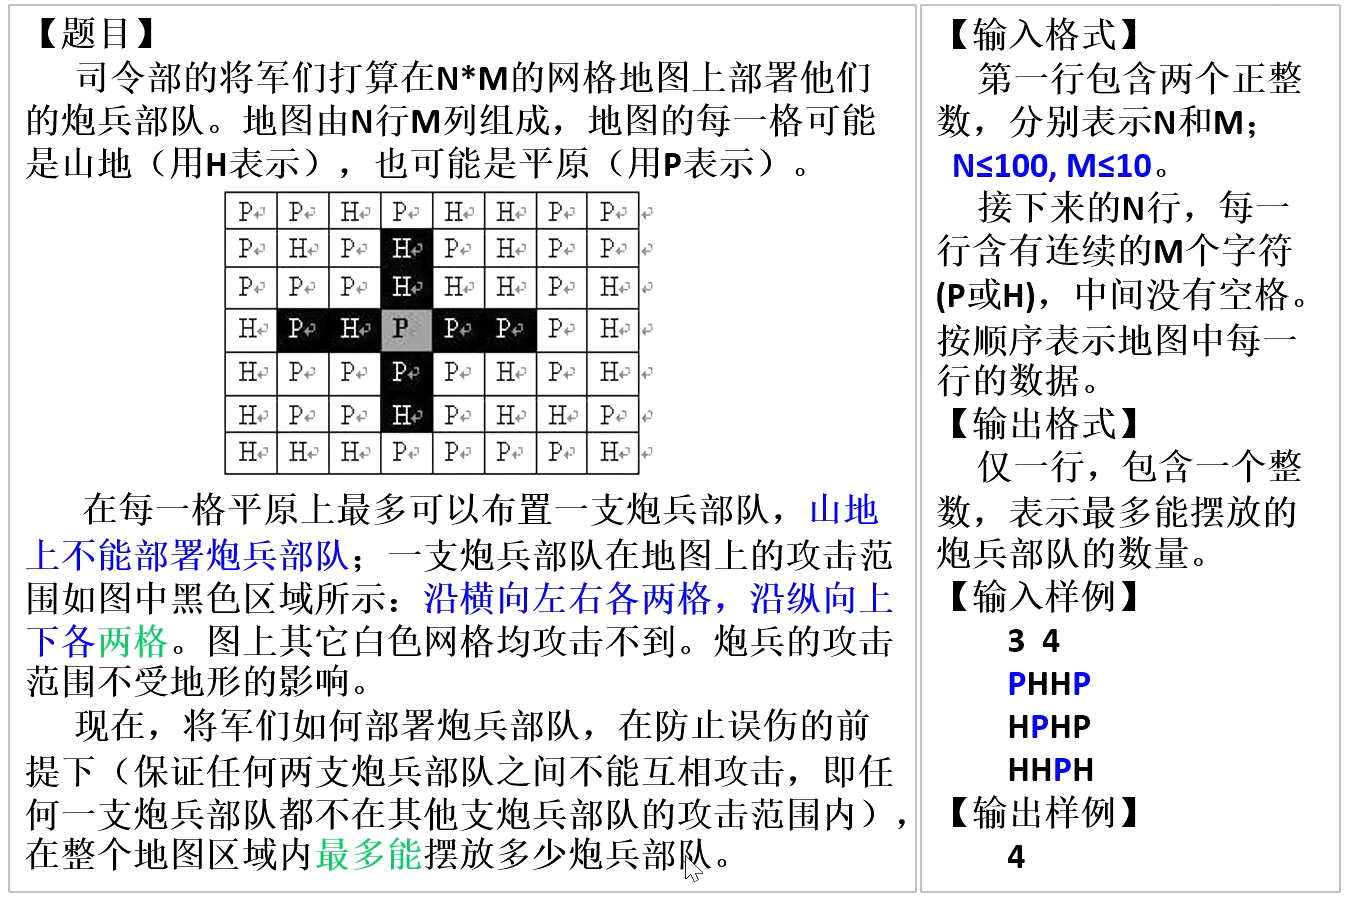 【题目】
司令部的将军们打算在N*M的网格地图上部署他们
的炮兵部队。地图由N行M列组成，地图的每一格可能
是山地（用H表示），也可能是平原（用P表示）。
P P H P H H P P
P H P H P H P P
P P P H H H P H
H P H P P P P H
H P P P P H P H
H P P H P H H P
H H H P P P P H
在每一格平原上最多可以布置一支炮兵部队，山地
上不能部署炮兵部队；一支炮兵部队在地图上的攻击范
围如图中黑色区域所示：沿横向左右各两格，沿纵向上
下各两格。图上其它白色网格均攻击不到。炮兵的攻击
范围不受地形的影响。
现在，将军们如何部署炮兵部队，在防止误伤的前
提下（保证任何两支炮兵部队之间不能互相攻击，即任
何一支炮兵部队都不在其他支炮兵部队的攻击范围内），
在整个地图区域内最多能摆放多少炮兵部队。
【输入格式】
第一行包含两个正整
数，分别表示N和M；
N≤100, M≤10。
接下来的N行，每一
行含有连续的M个字符
(P或H)，中间没有空格。
按顺序表示地图中每一
行的数据。
【输出格式】
仅一行，包含一个整
数，表示最多能摆放的
炮兵部队的数量。
【输入样例】
3 4
PHHP
HPHP
HHPH
【输出样例】
4